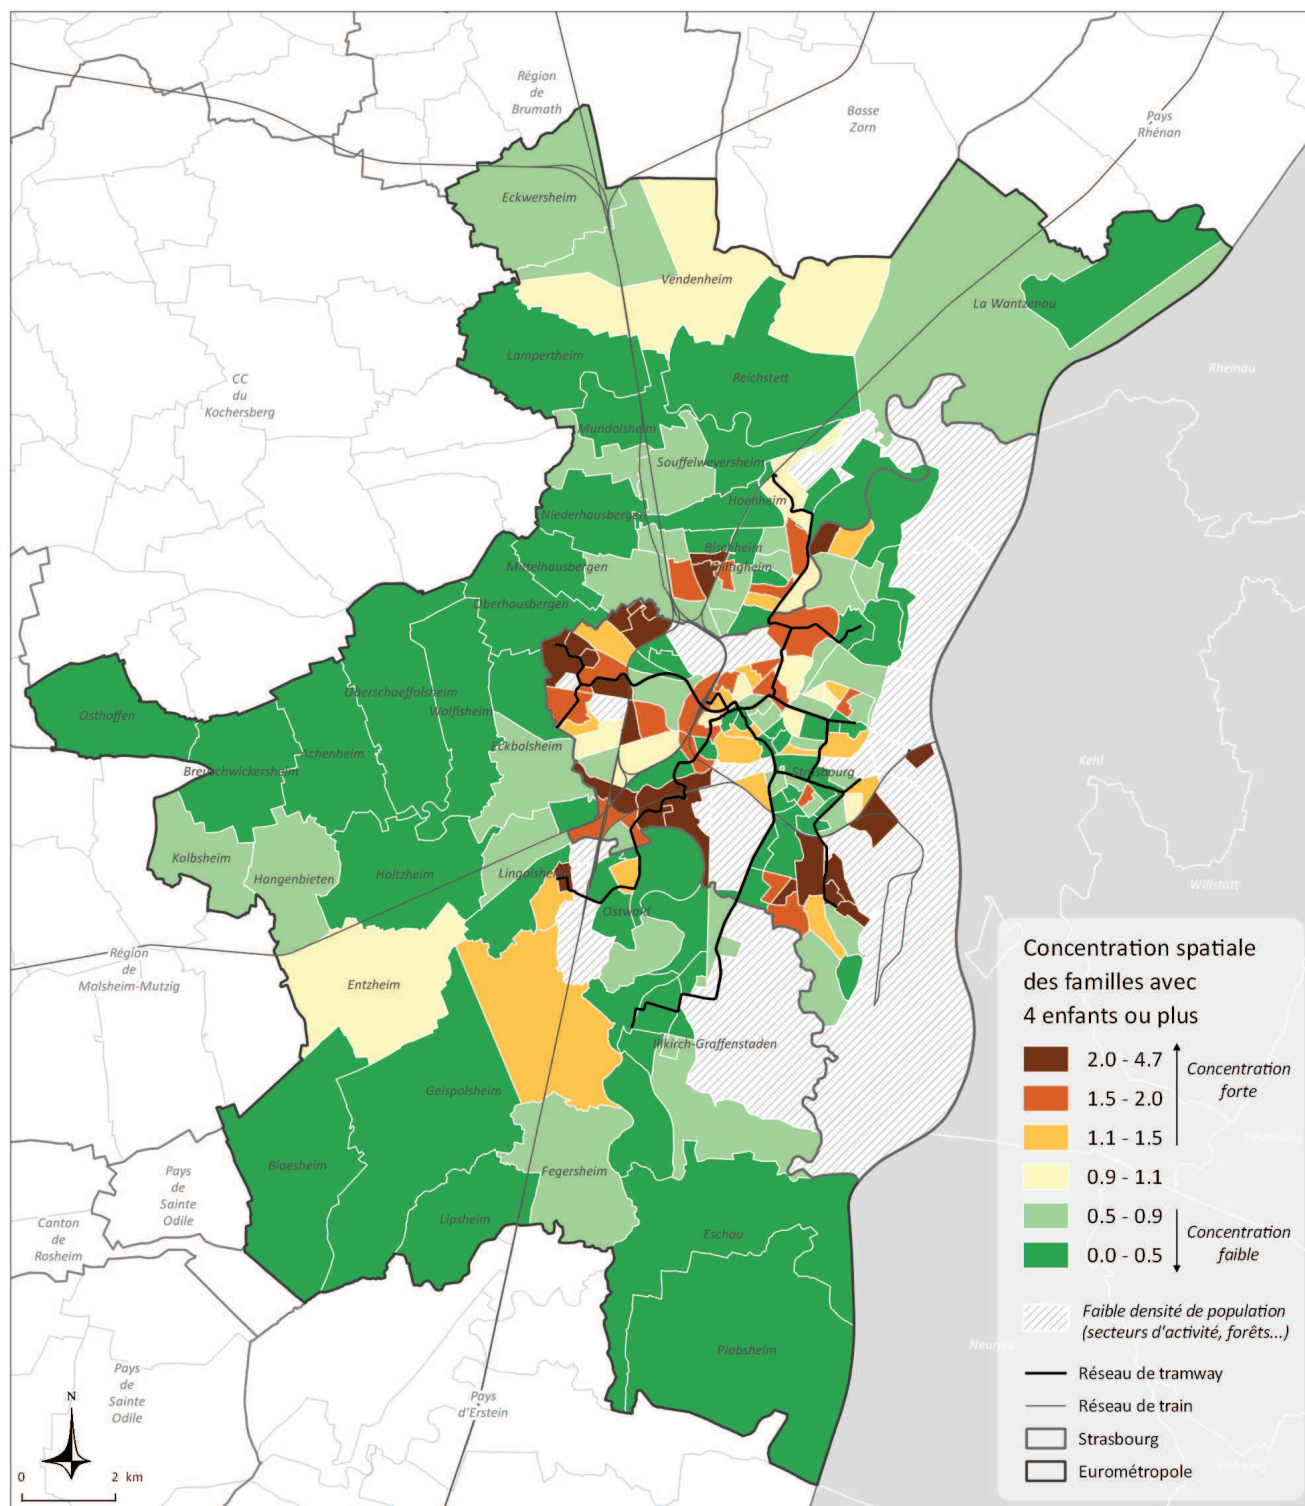 Région
de
Brumath
Basse
Zorn
Pays
Rhénan
Eckwersheim
Vendenheim
La Wantzenau
Lampertheim
Reichstett
Rheinau
CC
du
Kochersberg
Mundolsheim
Souffelweyersheim
Hoenheim
Niederhausbergen
Bischheim
Mittelhausbergen
Schiltigheim
Oberhausbergen
Oberschaeffolsheim
Wolfisheim
Osthoffen
Eckbolsheim
Achenheim
Breuschwickersheim
Strasbourg
Kehl
Kolbsheim
Hangenbieten
Holtzheim
Lingolsheim
Willstätt
Ostwald
Région
de
Molsheim-Mutzig
Entzheim
Illkirch-Graffenstaden
Geispolsheim
Offenburg
Blaesheim
Fegersheim
Pays
de
Sainte
Odile
Canton
de
Rosheim
Lipsheim
Eschau
Plobsheim
Neuried
Pays
de
Sainte
Odile
Pays
d'Erstein
Hohberg
Concentration spatiale
des familles avec
4 enfants ou plus
2.0 - 4.7
1.5 - 2.0
1.1 - 1.5
0.9 - 1.1
0.5 - 0.9
0.0 - 0.5
Concentration
forte
Concentration
faible
Faible densité de population
(secteurs d'activité, forêts...)
Réseau de tramway
Réseau de train
Strasbourg
Eurométropole
N
0 2 km